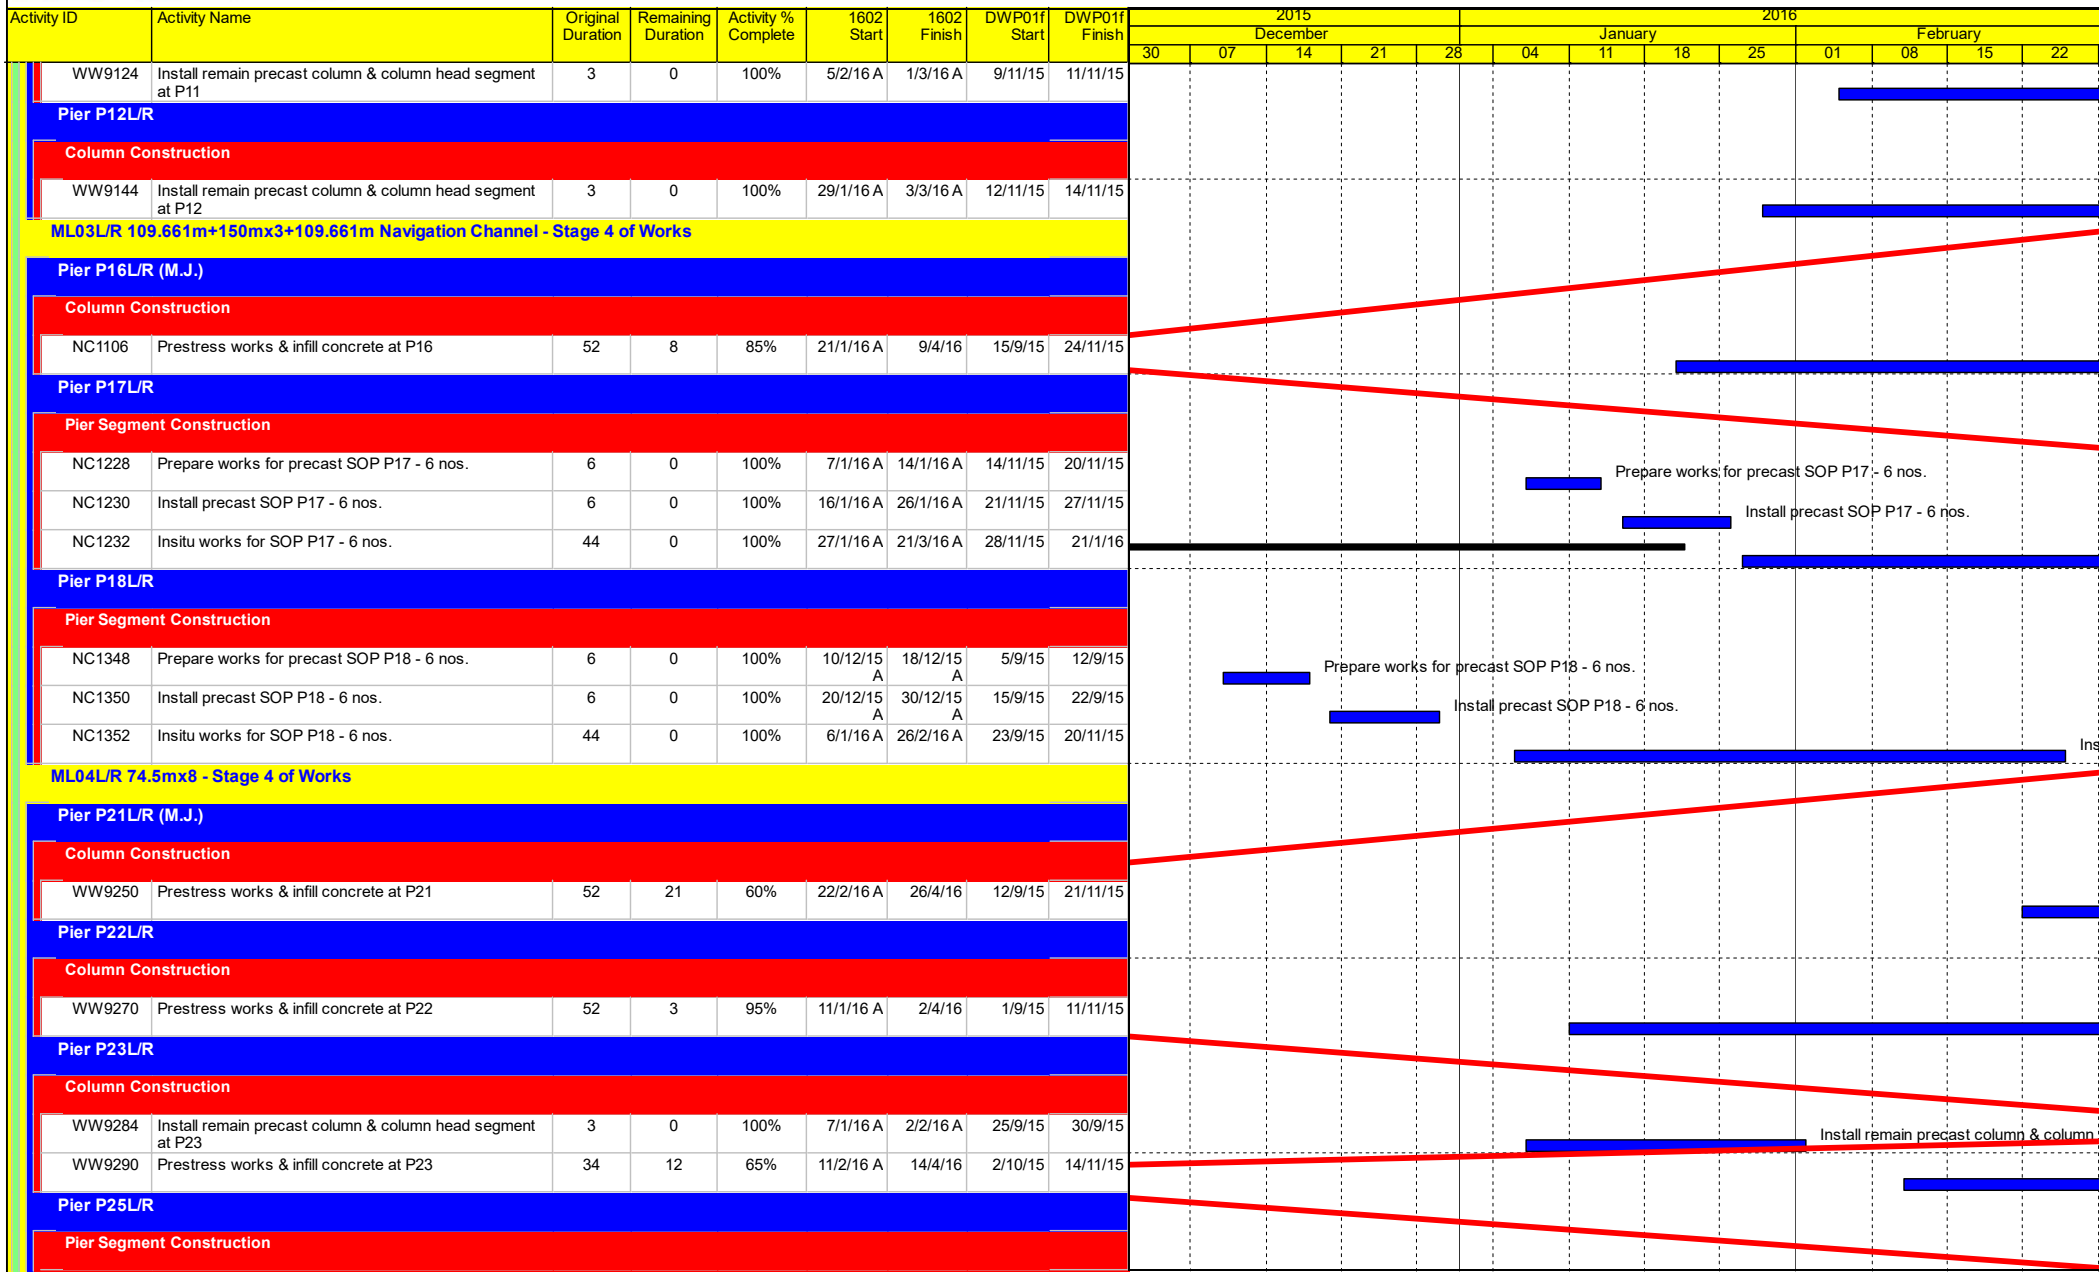 Activity ID Activity Name Original Remaining Activity % 1602 1602 DWP01f DWP01f 2015 2016
Duration Duration Complete Start Finish Start Finish December January February
30 07 14 21 28 04 11 18 25 01 08 15 22
WW9124 Install remain precast column & column head segment 3 0 100% 5/2/16 A 1/3/16 A 9/11/15 11/11/15
at P11
Pier P12L/R
Column Construction
WW9144 Install remain precast column & column head segment 3 0 100% 29/1/16 A 3/3/16 A 12/11/15 14/11/15
at P12
ML03L/R 109.661m+150mx3+109.661m Navigation Channel - Stage 4 of Works
Pier P16L/R (M.J.)
Column Construction
NC1106 Prestress works & infill concrete at P16 52 8 85% 21/1/16 A 9/4/16 15/9/15 24/11/15
Pier P17L/R
Pier Segment Construction
NC1228 Prepare works for precast SOP P17 - 6 nos. 6 0 100% 7/1/16 A 14/1/16 A 14/11/15 20/11/15 Prepare works for precast SOP P17 - 6 nos.
NC1230 Install precast SOP P17 - 6 nos. 6 0 100% 16/1/16 A 26/1/16 A 21/11/15 27/11/15 Install precast SOP P17 - 6 nos.
NC1232 Insitu works for SOP P17 - 6 nos. 44 0 100% 27/1/16 A 21/3/16 A 28/11/15 21/1/16
Pier P18L/R
Pier Segment Construction
NC1348 Prepare works for precast SOP P18 - 6 nos. 6 0 100% 10/12/15 18/12/15 5/9/15 12/9/15 Prepare works for precast SOP P18 - 6 nos.
A A
NC1350 Install precast SOP P18 - 6 nos. 6 0 100% 20/12/15 30/12/15 15/9/15 22/9/15 Install precast SOP P18 - 6 nos.
A A
NC1352 Insitu works for SOP P18 - 6 nos. 44 0 100% 6/1/16 A 26/2/16 A 23/9/15 20/11/15 Ins
ML04L/R 74.5mx8 - Stage 4 of Works
Pier P21L/R (M.J.)
Column Construction
WW9250 Prestress works & infill concrete at P21 52 21 60% 22/2/16 A 26/4/16 12/9/15 21/11/15
Pier P22L/R
Column Construction
WW9270 Prestress works & infill concrete at P22 52 3 95% 11/1/16 A 2/4/16 1/9/15 11/11/15
Pier P23L/R
Column Construction
WW9284 Install remain precast column & column head segment 3 0 100% 7/1/16 A 2/2/16 A 25/9/15 30/9/15 Install remain precast column & column
at P23
WW9290 Prestress works & infill concrete at P23 34 12 65% 11/2/16 A 14/4/16 2/10/15 14/11/15
Pier P25L/R
Pier Segment Construction